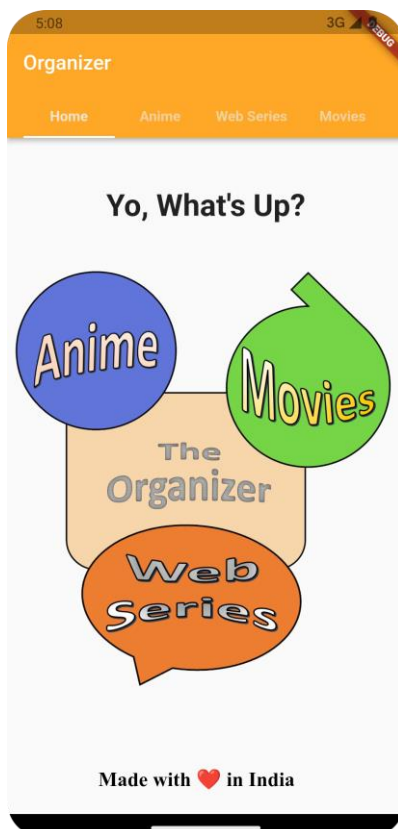 5:08
3G
DEBUG
Organizer
Home Anime Web Series Movies
Yo, What's Up?
Anime
Movies
The
Organizer
Web
Series
Made with ❤️ in India